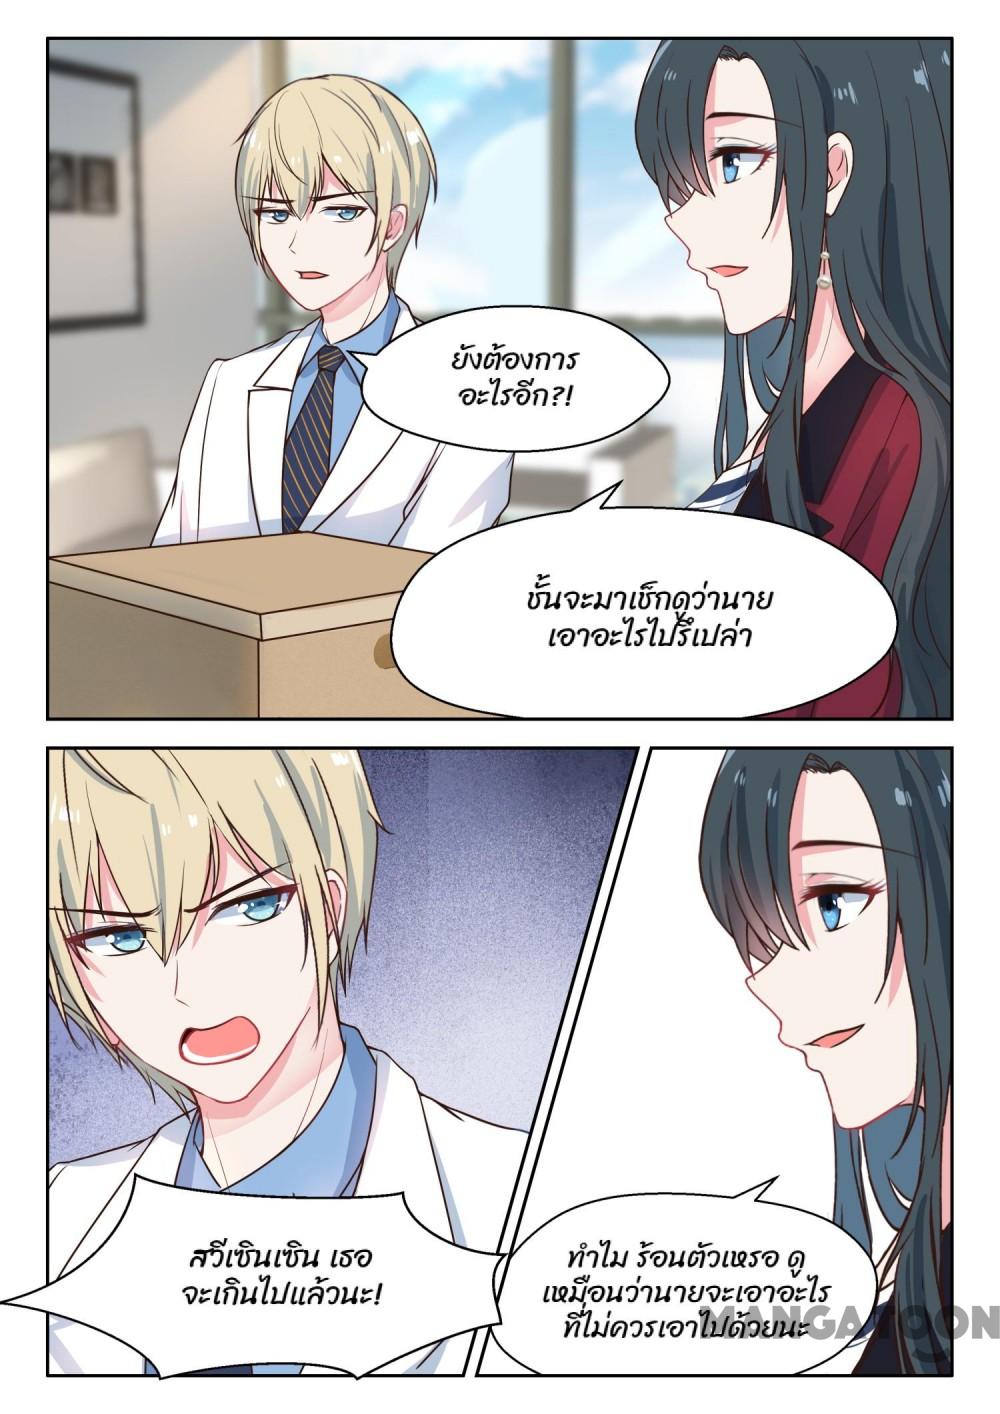 ยังต้องการ
อะไรอีก?!
ชั้นจะมาเช็กดูว่านาย
เอาอะไรไปรึเปล่า
สวีเซินเซิน เธอ
จะเกินไปแล้วนะ!
ทำไม ร้อนตัวเหรอ ดู
เหมือนว่านายจะเอาอะไร
ที่ไม่ควรเอาไปด้วยนะ
MANGATOON